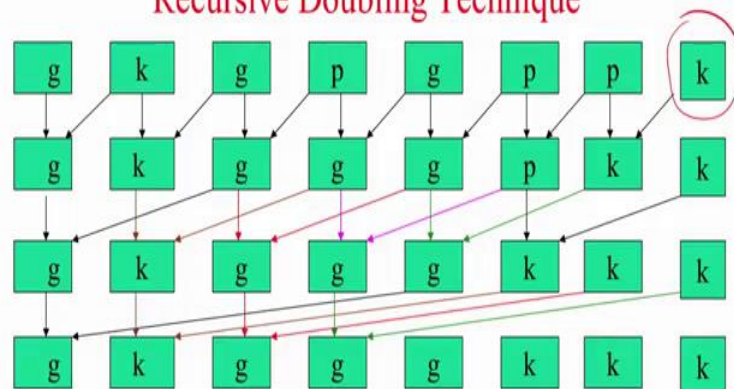 Recursive Doubling Technique
g k g p g p p k
g k g g g p k k
g k g g g k k k
g k g g g k k k